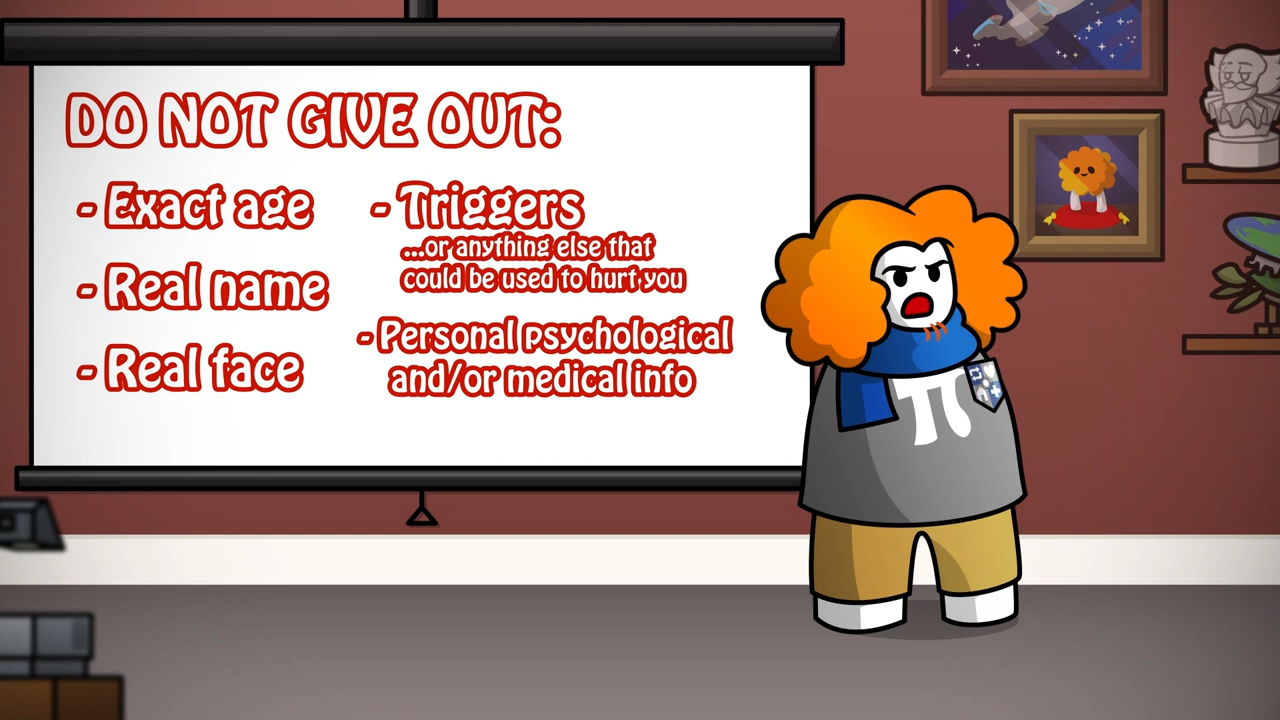 DO NOT GIVE OUT:
- Exact age
- Real name
- Real face
- Triggers
...or anything else that
could be used to hurt you
- Personal psychological
and/or medical info
π